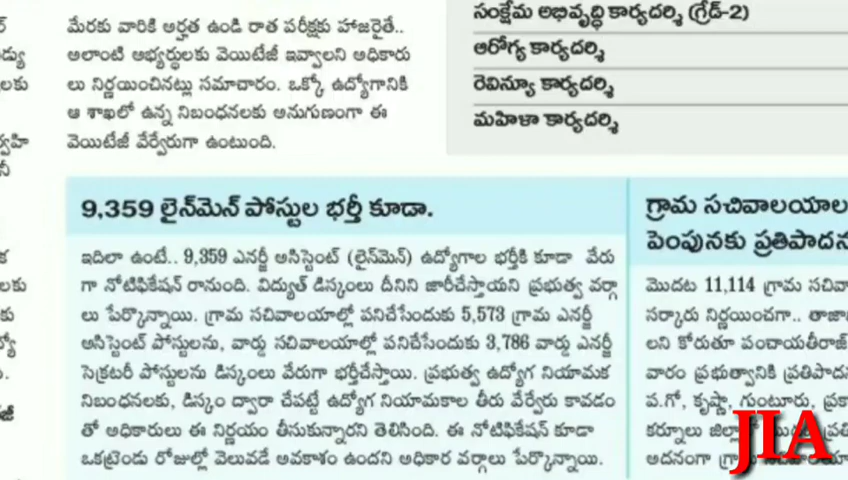 మేరకు వారికి అర్హత ఉండి రాత పరీక్షకు హాజరైతే..
అలాంటి అభ్యర్థులకు వెయిటేజీ ఇవ్వాలని అధికారు
లు నిర్ణయించినట్లు సమాచారం. ఒక్కో ఉద్యోగానికి
ఆ శాఖలో ఉన్న నిబంధనలకు అనుగుణంగా ఈ
వెయిటేజీ వేర్వేరుగా ఉంటుంది.
సంక్షేమ అభివృద్ధి కార్యదర్శి (గ్రేడ్-2)
ఆరోగ్య కార్యదర్శి
రెవిన్యూ కార్యదర్శి
మహిళా కార్యదర్శి
9,359 లైన్‌మెన్ పోస్టుల భర్తీ కూడా.
ఇదిలా ఉంటే.. 9,359 ఎనర్జీ అసిస్టెంట్ (లైన్‌మెన్) ఉద్యోగాల భర్తీకి కూడా వేరు
గా నోటిఫికేషన్ రానుంది. విద్యుత్ డిస్కంలు దీనిని జారీచేస్తాయని ప్రభుత్వ వర్గా
లు పేర్కొన్నాయి. గ్రామ సచివాలయాల్లో పనిచేసేందుకు 5,573 గ్రామ ఎనర్జీ
అసిస్టెంట్ పోస్టులను, వార్డు సచివాలయాల్లో పనిచేసేందుకు 3,786 వార్డు ఎనర్జీ
సెక్రటరీ పోస్టులను డిస్కంలు వేరుగా భర్తీచేస్తాయి. ప్రభుత్వ ఉద్యోగ నియామక
నిబంధనలకు, డిస్కం ద్వారా చేపట్టే ఉద్యోగ నియామకాల తీరు వేర్వేరు కావడం
తో అధికారులు ఈ నిర్ణయం తీసుకున్నారని తెలిసింది. ఈ నోటిఫికేషన్ కూడా
ఒకట్రెండు రోజుల్లో వెలువడే అవకాశం ఉందని అధికార వర్గాలు పేర్కొన్నాయి.
గ్రామ సచివాలయాల
పెంపునకు ప్రతిపాదన
మొదట 11,114 గ్రామ సచివా
సర్కారు నిర్ణయించగా.. తాజా
లని కోరుతూ పంచాయతీరాజ్
వారం ప్రభుత్వానికి ప్రతిపాద
ప.గో, కృష్ణా, గుంటూరు, ప్రకా
కర్నూలు జిల్లా
అదనంగా
JIA